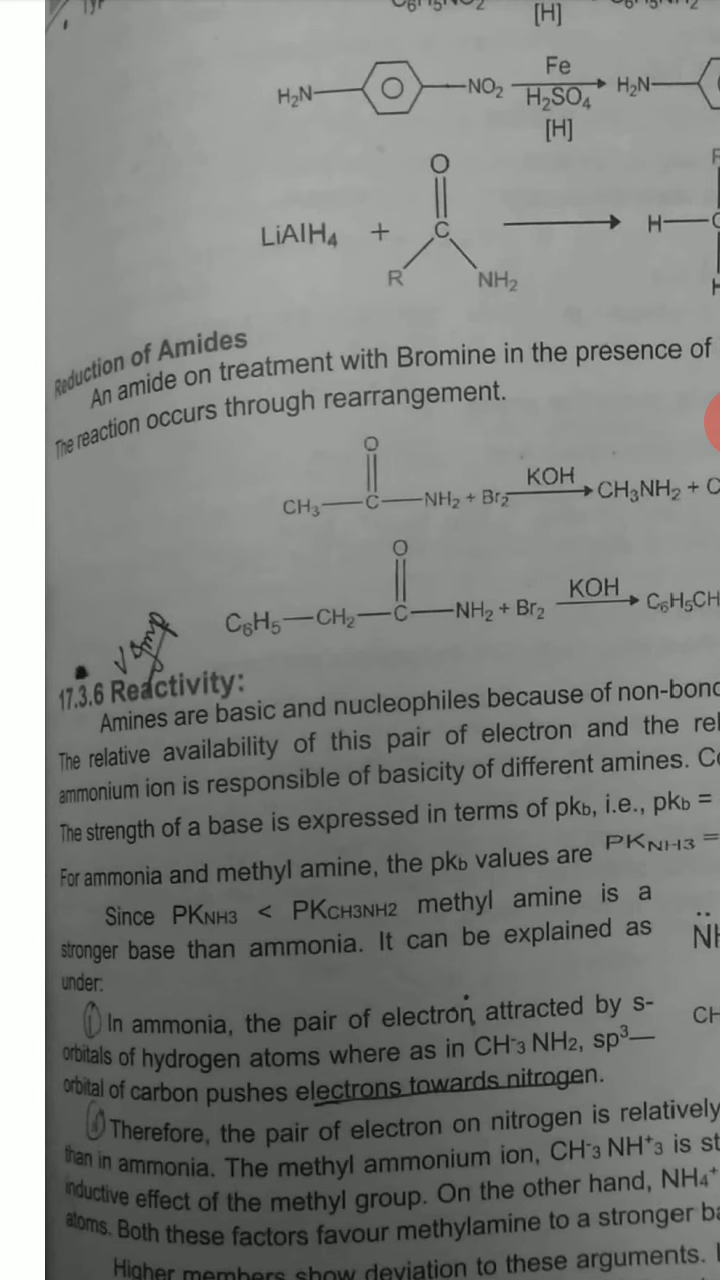 [H]
Fe
H₂N— —NO₂ → H₂N—
H₂SO₄
[H]
O
LiAlH₄ + C → H—C
R NH₂
Reduction of Amides
An amide on treatment with Bromine in the presence of
The reaction occurs through rearrangement.
O
CH₃—C—NH₂ + Br₂ KOH → CH₃NH₂ + C
O
C₆H₅—CH₂—C—NH₂ + Br₂ KOH → C₆H₅CH
V Imp
17.3.6 Reactivity:
Amines are basic and nucleophiles because of non-bond
The relative availability of this pair of electron and the rel
ammonium ion is responsible of basicity of different amines. Co
The strength of a base is expressed in terms of pkb, i.e., pkb =
For ammonia and methyl amine, the pkb values are PKNH3 =
Since PKNH3 < PKCH3NH2 methyl amine is a
stronger base than ammonia. It can be explained as
under:
N̈H
(i) In ammonia, the pair of electron attracted by s-
CH
orbitals of hydrogen atoms where as in CH⁻₃ NH₂, sp³—
orbital of carbon pushes electrons towards nitrogen.
Therefore, the pair of electron on nitrogen is relatively
than in ammonia. The methyl ammonium ion, CH⁻₃ NH⁺₃ is st
inductive effect of the methyl group. On the other hand, NH₄⁺
atoms. Both these factors favour methylamine to a stronger ba
Higher members show deviation to these arguments.